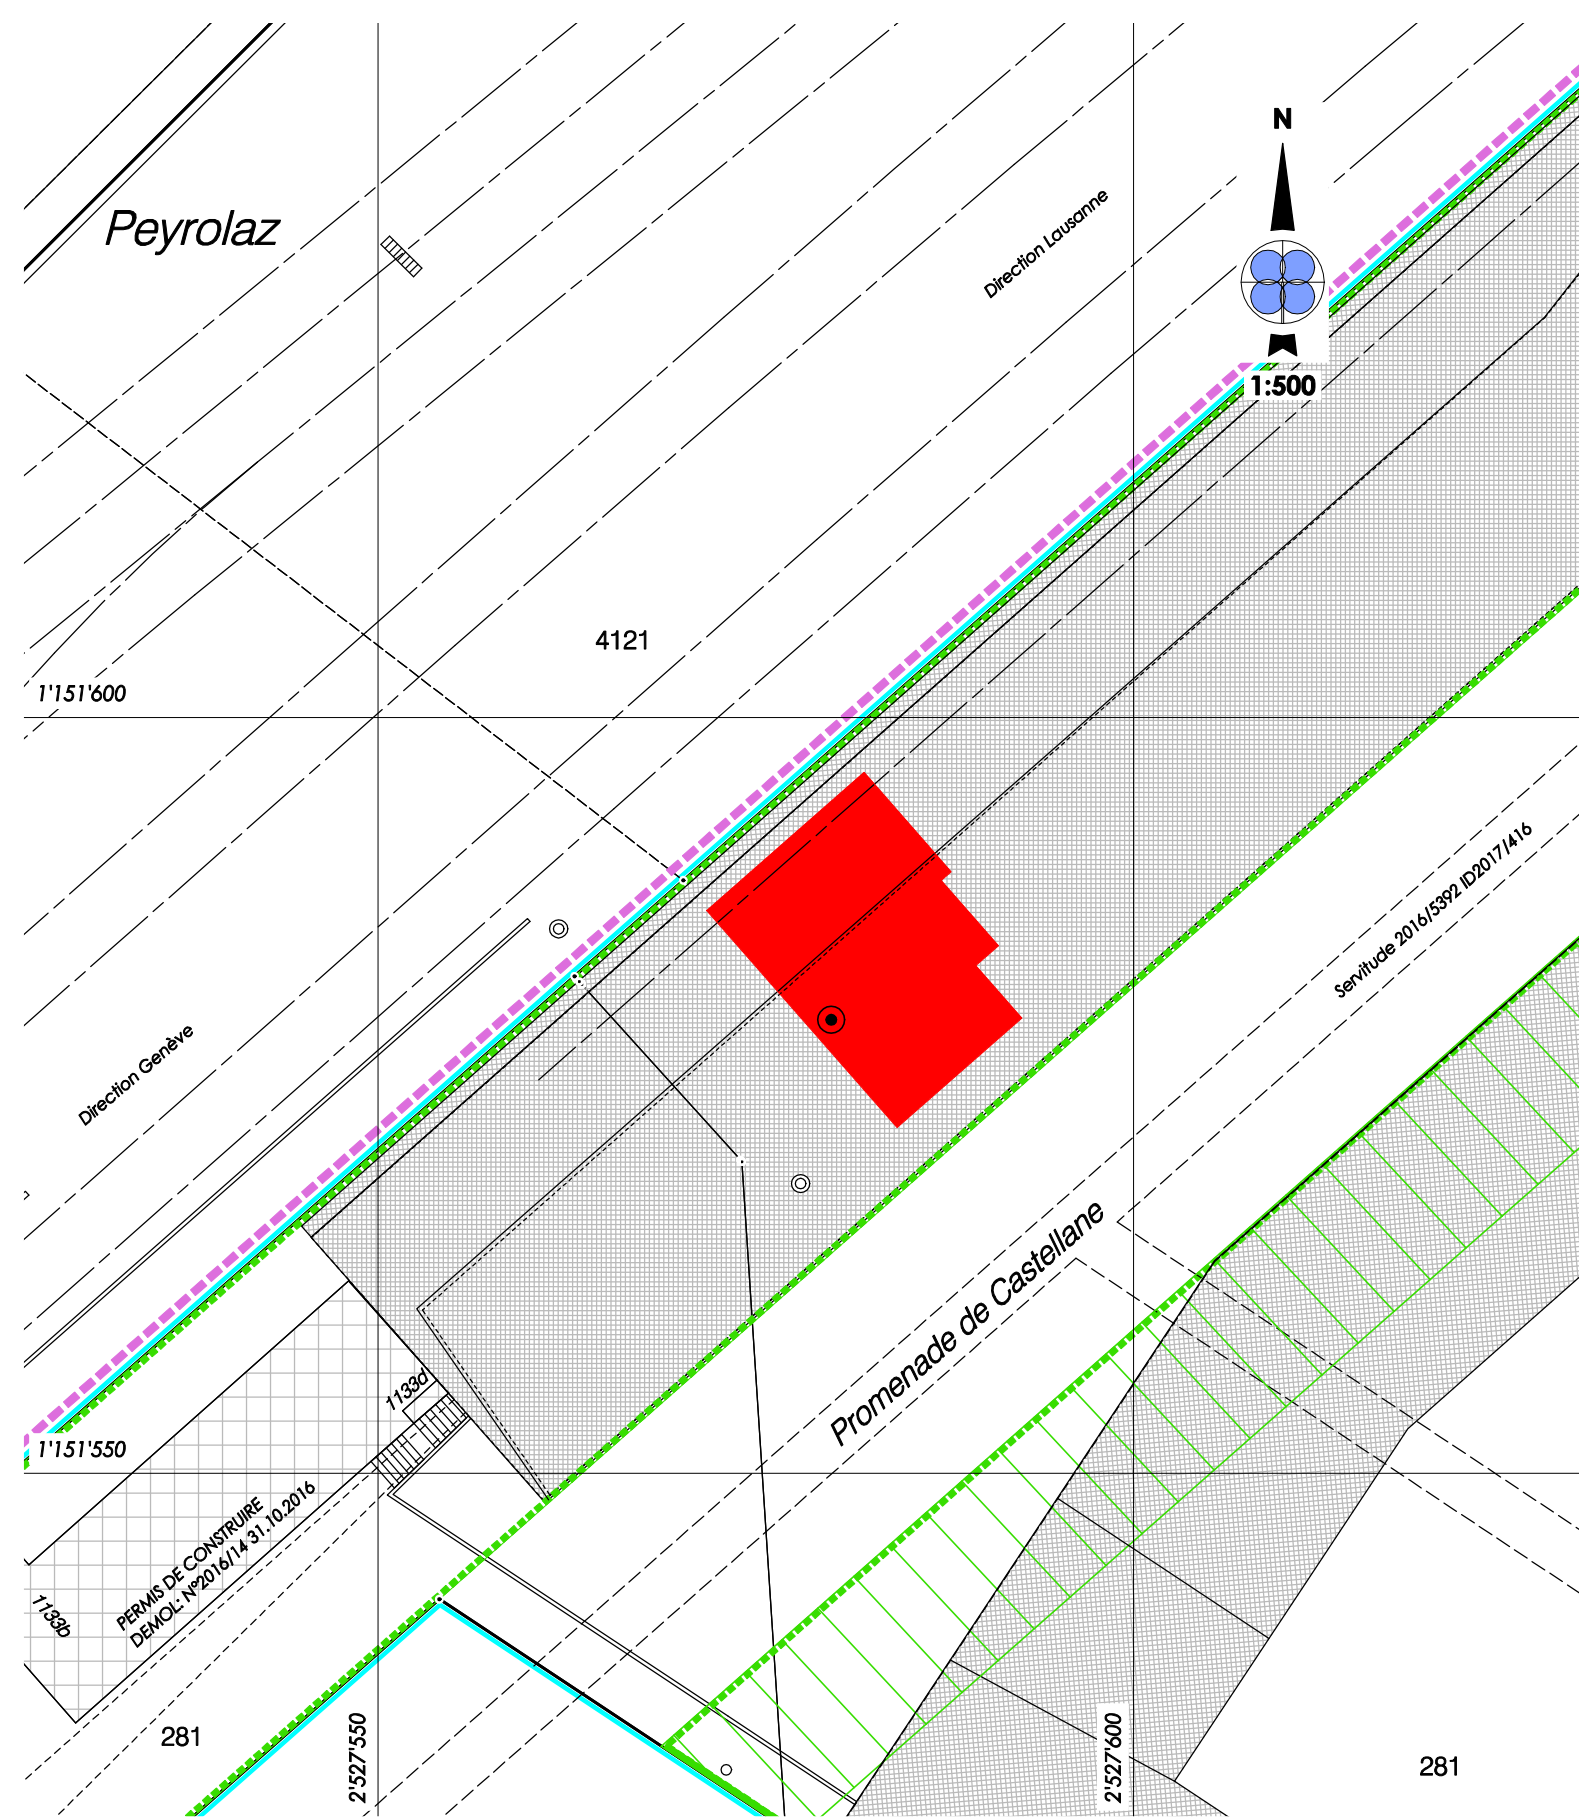 N
Peyrolaz
Direction Lausanne
1:500
4121
1'151'600
Servitude 2016/5392 ID2017/416
Direction Genève
Promenade de Castellane
1133d
1'151'550
PERMIS DE CONSTRUIRE
DEMOL: Nº2016/14 31.10.2016
1133b
281
2'527'550
2'527'600
281